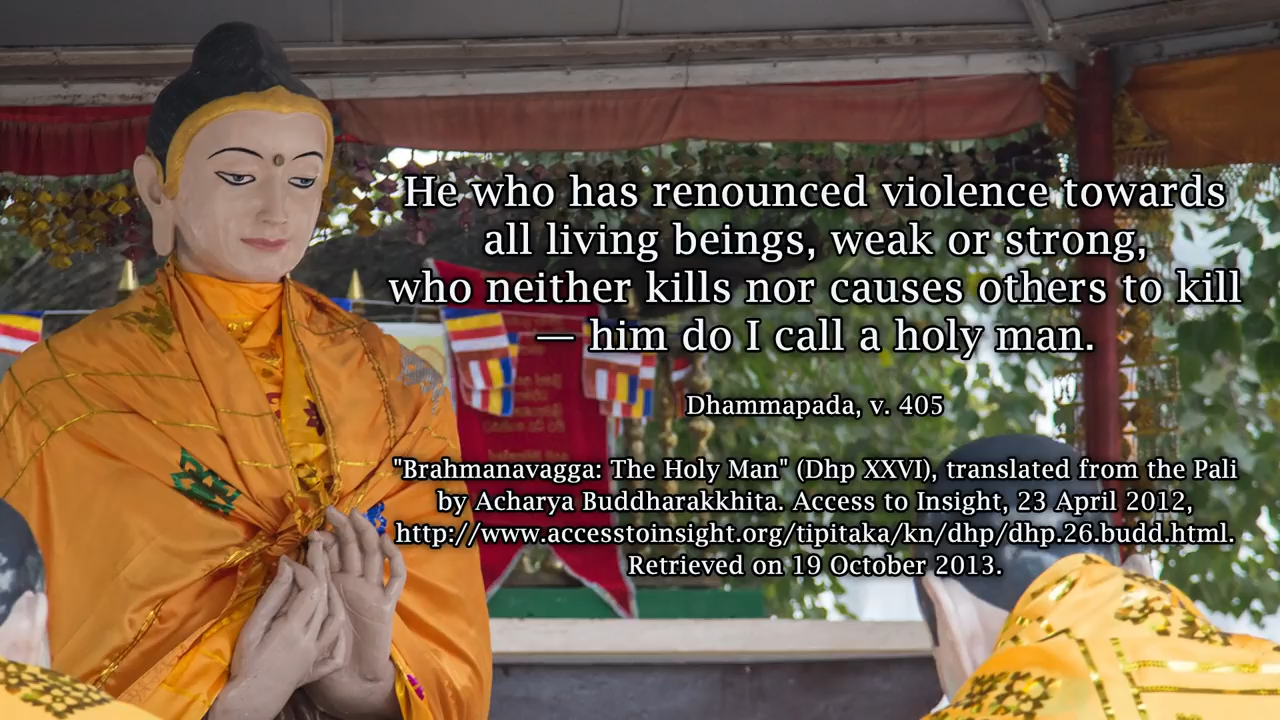 He who has renounced violence towards
all living beings, weak or strong,
who neither kills nor causes others to kill
— him do I call a holy man.
Dhammapada, v. 405
"Brahmanavagga: The Holy Man" (Dhp XXVI), translated from the Pali
by Acharya Buddharakkhita. Access to Insight, 23 April 2012,
http://www.accesstoinsight.org/tipitaka/kn/dhp/dhp.26.budd.html.
Retrieved on 19 October 2013.